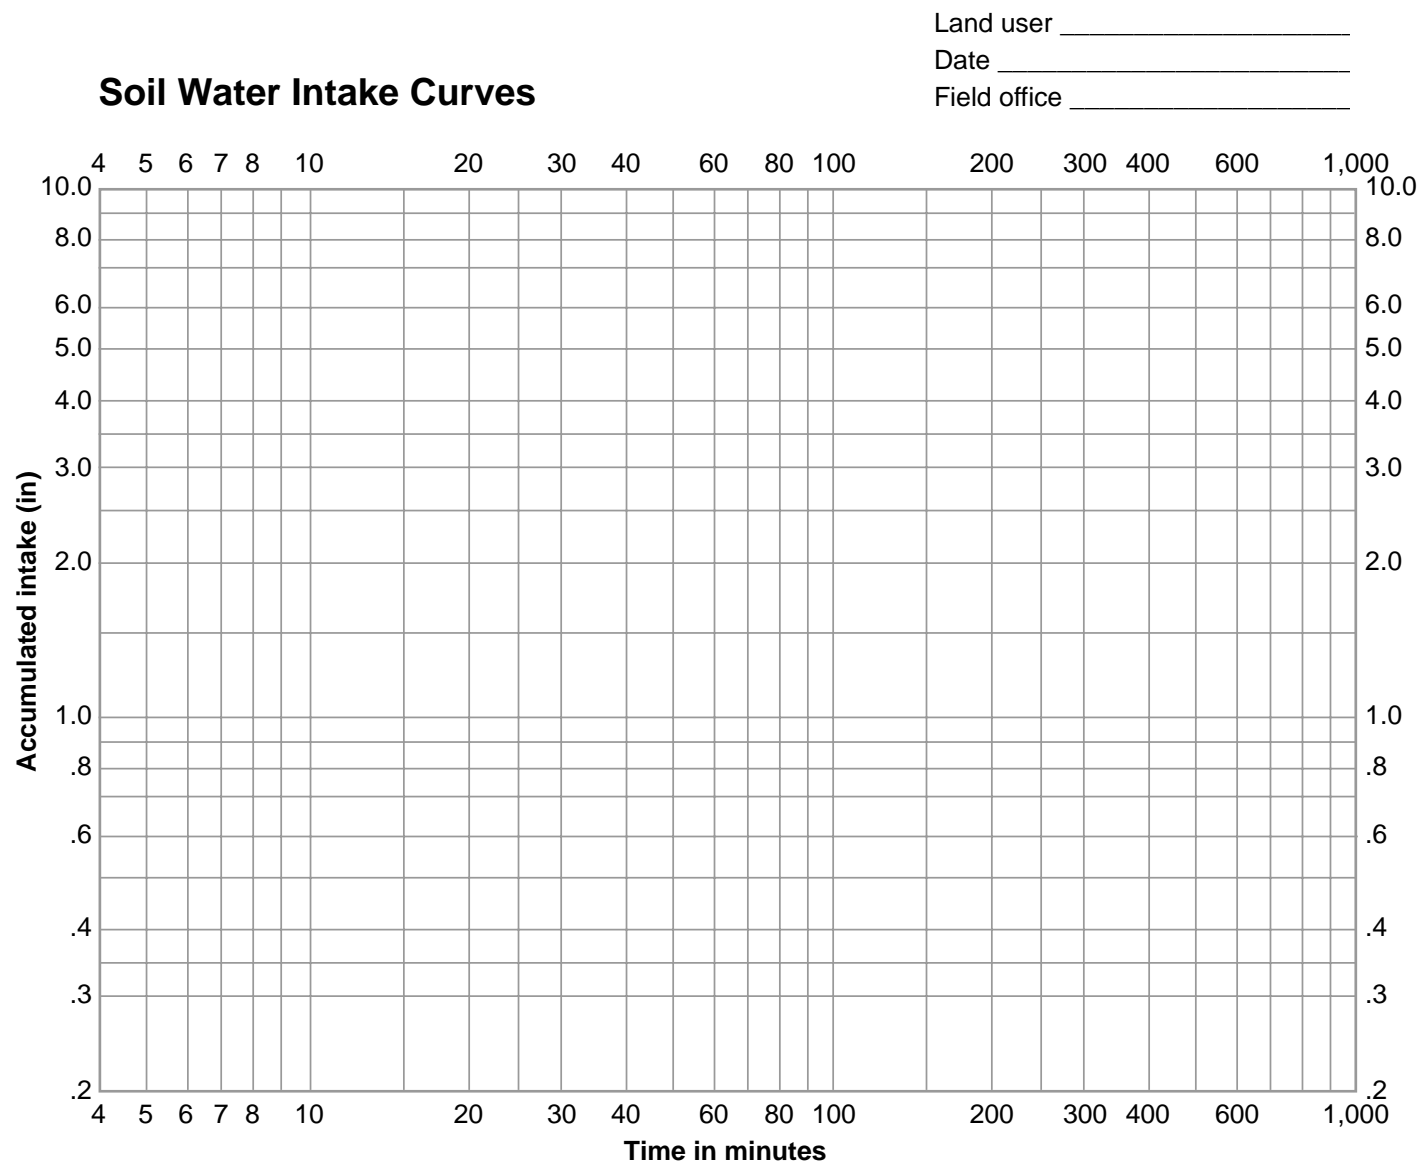 Land user ____________________
Date ________________________
Field office ___________________
Soil Water Intake Curves
4 5 6 7 8 10 20 30 40 60 80 100 200 300 400 600 1,000
10.0 10.0
8.0 8.0
6.0 6.0
5.0 5.0
4.0 4.0
3.0 3.0
2.0 2.0
1.0 1.0
.8 .8
.6 .6
.4 .4
.3 .3
.2 .2
Accumulated intake (in)
4 5 6 7 8 10 20 30 40 60 80 100 200 300 400 600 1,000
Time in minutes